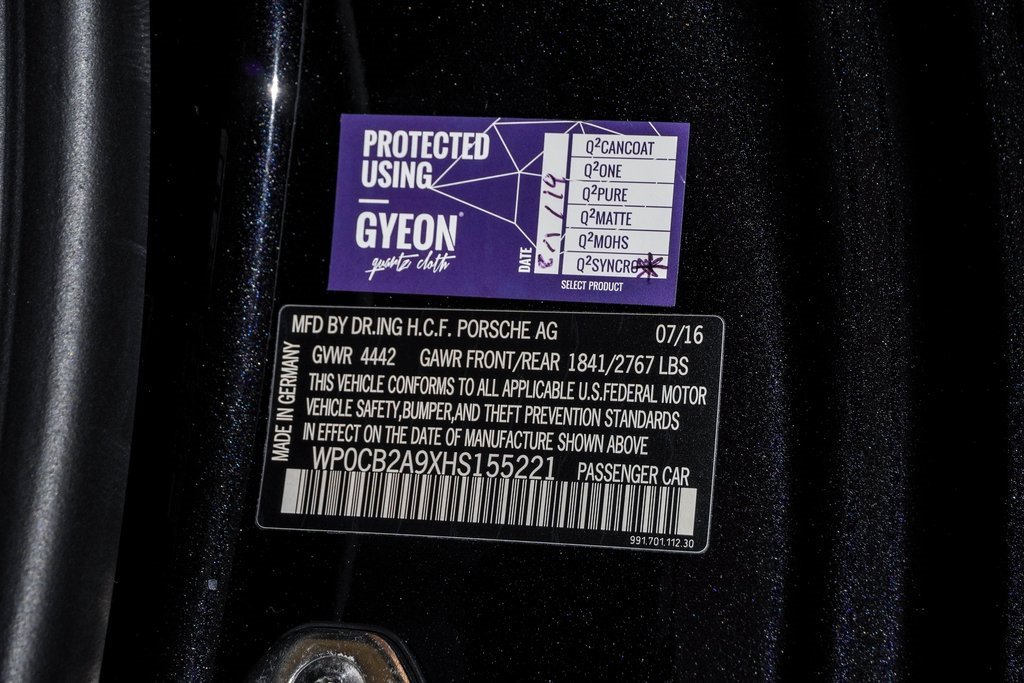 PROTECTED
USING
GYEON®
quartz cloth
DATE
Q²CANCOAT
Q²ONE
Q²PURE
Q²MATTE
Q²MOHS
Q²SYNCRO
SELECT PRODUCT
MFD BY DR.ING H.C.F. PORSCHE AG 07/16
GVWR 4442 GAWR FRONT/REAR 1841/2767 LBS
THIS VEHICLE CONFORMS TO ALL APPLICABLE U.S.FEDERAL MOTOR
VEHICLE SAFETY,BUMPER,AND THEFT PREVENTION STANDARDS
IN EFFECT ON THE DATE OF MANUFACTURE SHOWN ABOVE
MADE IN GERMANY
WP0CB2A9XHS155221 PASSENGER CAR
991.701.112.30